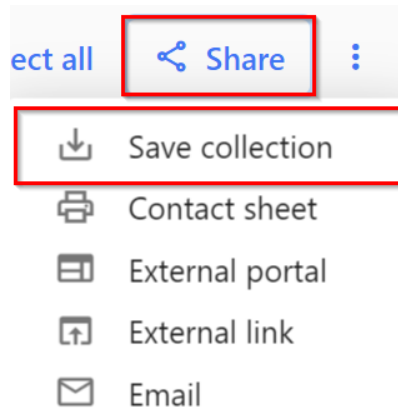 ect all Share
Save collection
Contact sheet
External portal
External link
Email